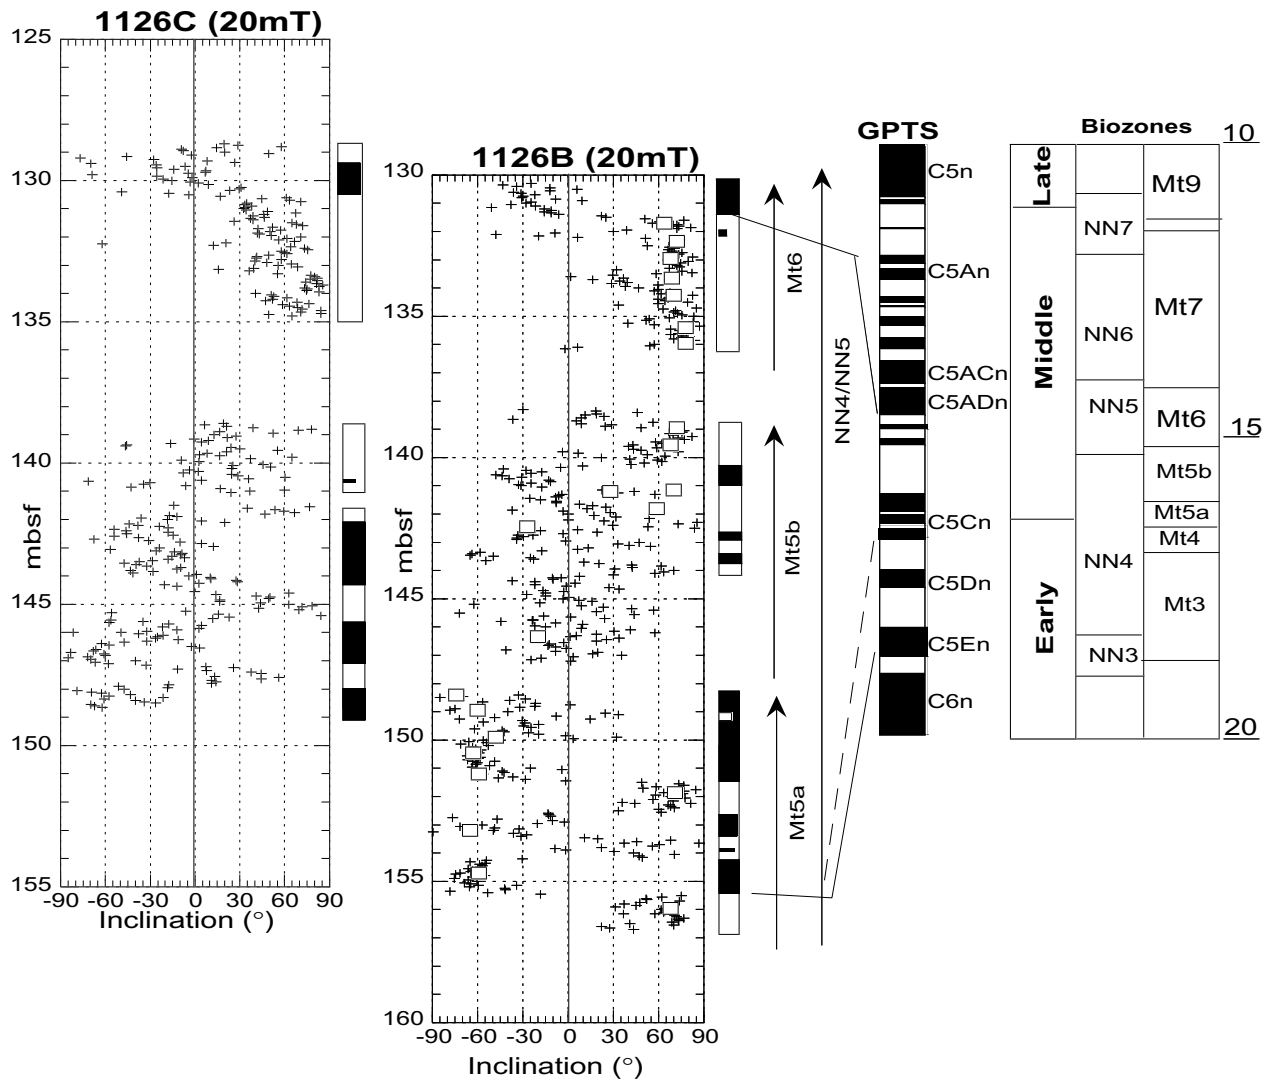 1126C (20mT)
125
130
135
140
145
150
155
mbsf
-90 -60 -30 0 30 60 90
Inclination (°)
1126B (20mT)
130
135
140
145
150
155
160
mbsf
-90 -60 -30 0 30 60 90
Inclination (°)
Mt6
Mt5b
Mt5a
NN4/NN5
GPTS
C5n
C5An
C5ACn
C5ADn
C5Cn
C5Dn
C5En
C6n
Biozones
10
15
20
Late
Middle
Early
NN7
NN6
NN5
NN4
NN3
Mt9
Mt7
Mt6
Mt5b
Mt5a
Mt4
Mt3